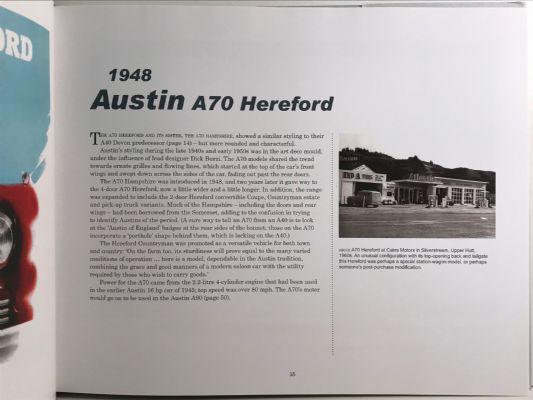 ORD
1948
Austin A70 Hereford
THE A70 HEREFORD AND ITS SISTER, THE A70 HAMPSHIRE, showed a similar styling to their
A40 Devon predecessor (page 14) – but more rounded and characterful.
Austin's styling during the late 1940s and early 1950s was in the art deco mould,
under the influence of lead designer Dick Burzi. The A70 models shared the trend
towards ornate grilles and flowing lines, which started at the top of the car's front
wings and swept down across the sides of the car, fading out past the rear doors.
The A70 Hampshire was introduced in 1948, and two years later it gave way to
the 4-door A70 Hereford, now a little wider and a little longer. In addition, the range
was expanded to include the 2-door Hereford convertible Coupe, Countryman estate
and pick-up truck variants. Much of the Hampshire – including the doors and rear
wings – had been borrowed from the Somerset, adding to the confusion in trying
to identify Austins of the period. (A sure way to tell an A70 from an A40 is to look
at the 'Austin of England' badges at the rear sides of the bonnet; those on the A70
incorporate a 'porthole' shape behind them, which is lacking on the A40.)
The Hereford Countryman was promoted as a versatile vehicle for both town
and country: 'On the farm too, its sturdiness will prove equal to the many varied
conditions of operation ... here is a model, dependable in the Austin tradition,
combining the grace and good manners of a modern saloon car with the utility
required by those who wish to carry goods.'
Power for the A70 came from the 2.2-litre 4-cylinder engine that had been used
in the earlier Austin 16 hp car of 1945; top speed was over 80 mph. The A70's motor
would go on to be used in the Austin A90 (page 50).
Atlantic
ABOVE A70 Hereford at Cairns Motors in Silverstream, Upper Hutt,
1960s. An unusual configuration with its top-opening back and tailgate
this Hereford was perhaps a special station-wagon model, or perhaps
someone's post-purchase modification.
35